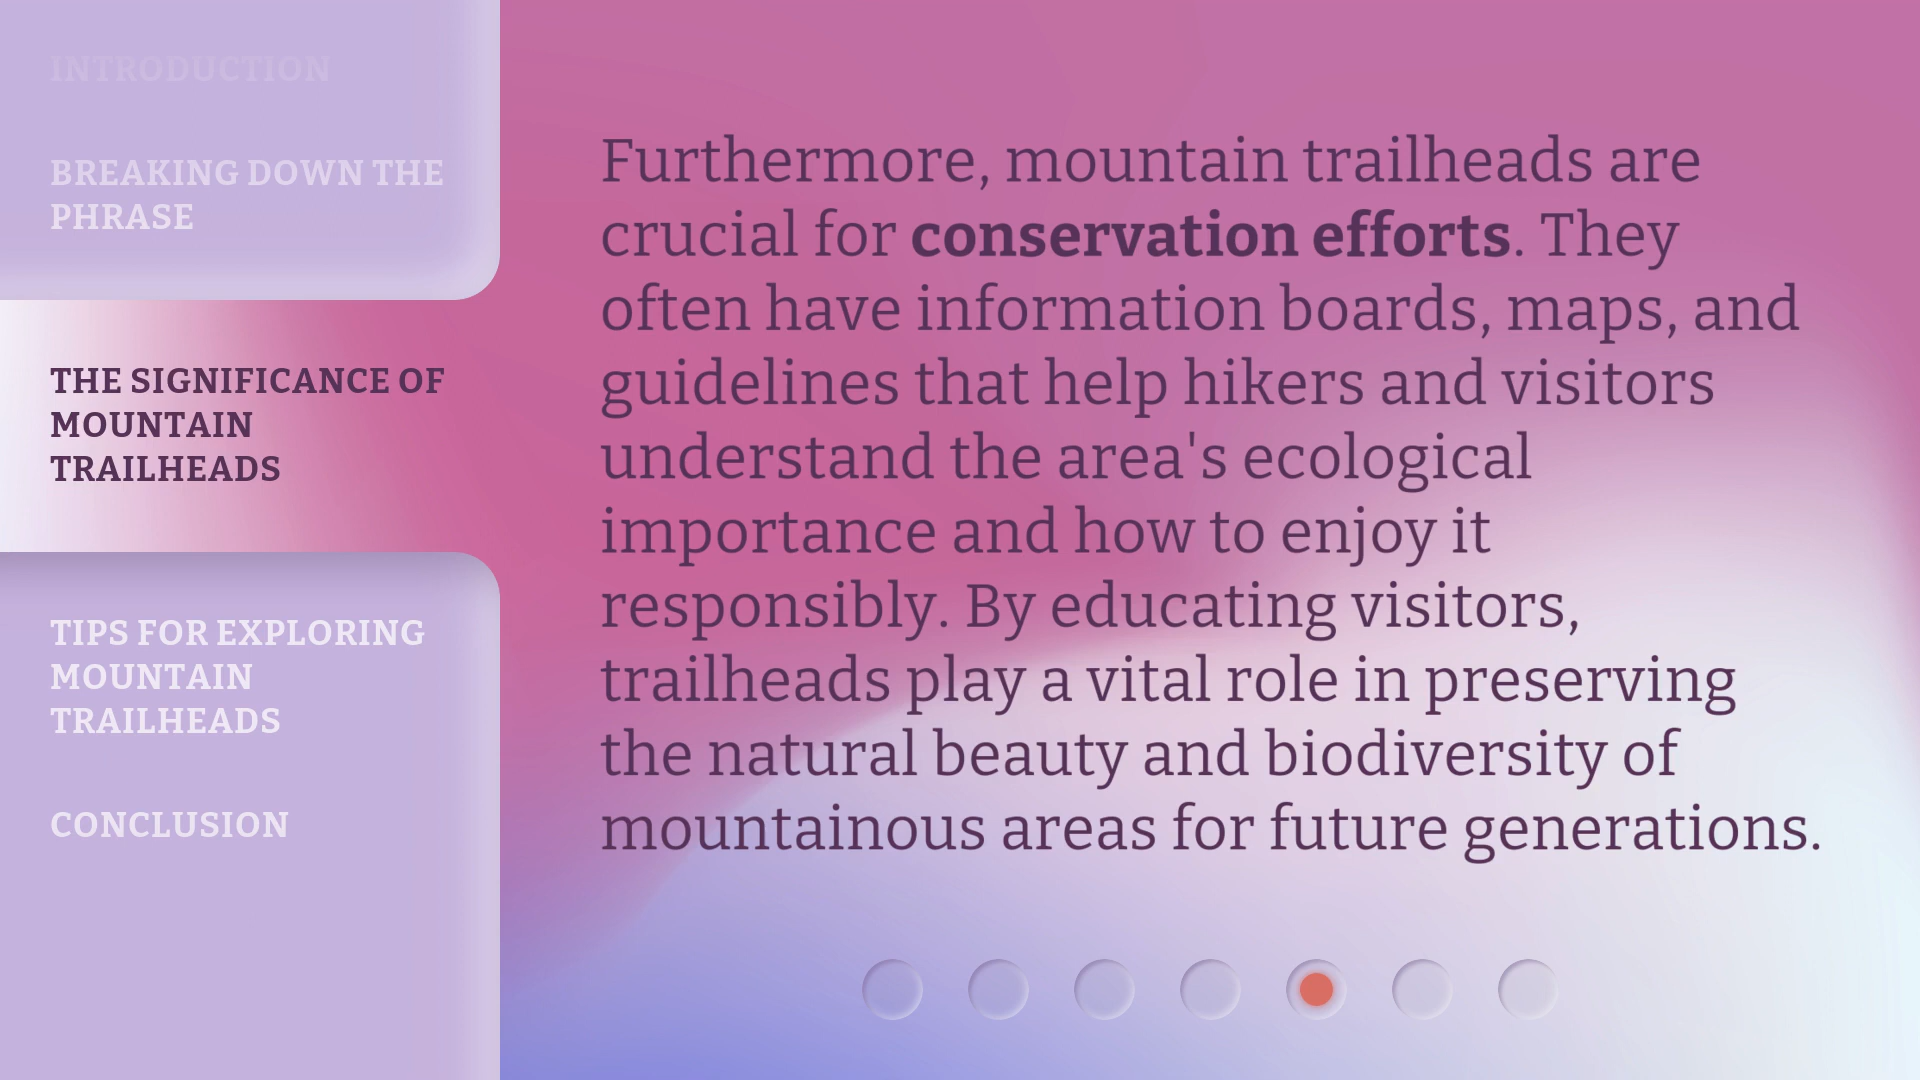 INTRODUCTION
BREAKING DOWN THE
PHRASE
THE SIGNIFICANCE OF
MOUNTAIN
TRAILHEADS
TIPS FOR EXPLORING
MOUNTAIN
TRAILHEADS
CONCLUSION
Furthermore, mountain trailheads are
crucial for conservation efforts. They
often have information boards, maps, and
guidelines that help hikers and visitors
understand the area's ecological
importance and how to enjoy it
responsibly. By educating visitors,
trailheads play a vital role in preserving
the natural beauty and biodiversity of
mountainous areas for future generations.